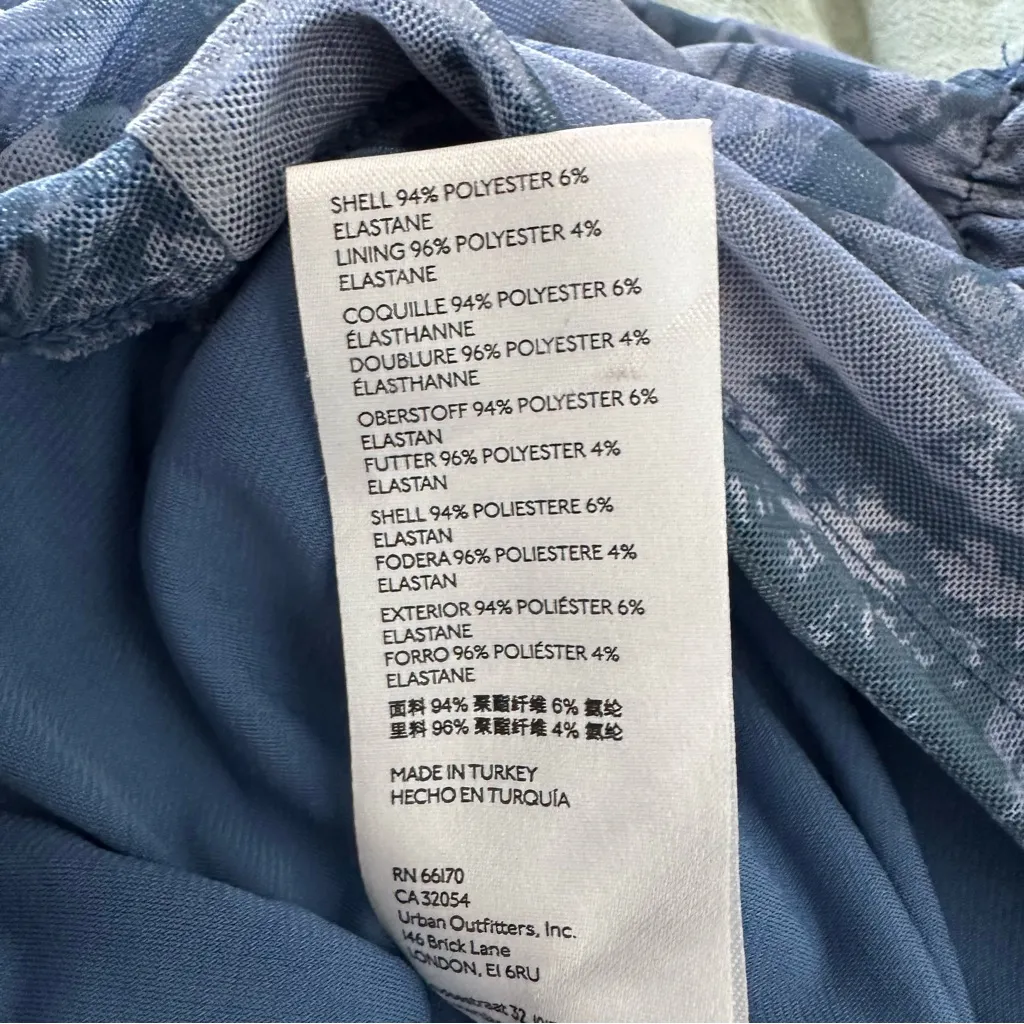 SHELL 94% POLYESTER 6%
ELASTANE
LINING 96% POLYESTER 4%
ELASTANE
COQUILLE 94% POLYESTER 6%
ÉLASTHANNE
DOUBLURE 96% POLYESTER 4%
ÉLASTHANNE
OBERSTOFF 94% POLYESTER 6%
ELASTAN
FUTTER 96% POLYESTER 4%
ELASTAN
SHELL 94% POLIESTERE 6%
ELASTAN
FODERA 96% POLIESTERE 4%
ELASTAN
EXTERIOR 94% POLIÉSTER 6%
ELASTANE
FORRO 96% POLIÉSTER 4%
ELASTANE
面料 94% 聚酯纤维 6% 氨纶
里料 96% 聚酯纤维 4% 氨纶
MADE IN TURKEY
HECHO EN TURQUÍA
RN 66170
CA 32054
Urban Outfitters, Inc.
146 Brick Lane
LONDON, E1 6RU
32